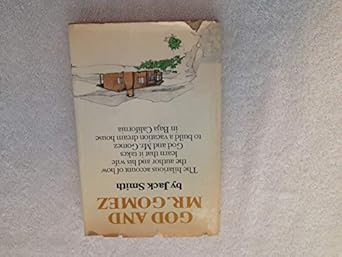 GOD AND
MR. GOMEZ
by Jack Smith
The hilarious account of how
the author and his wife
learn that it takes
God and Mr. Gomez
to build a vacation dream house
in Baja California